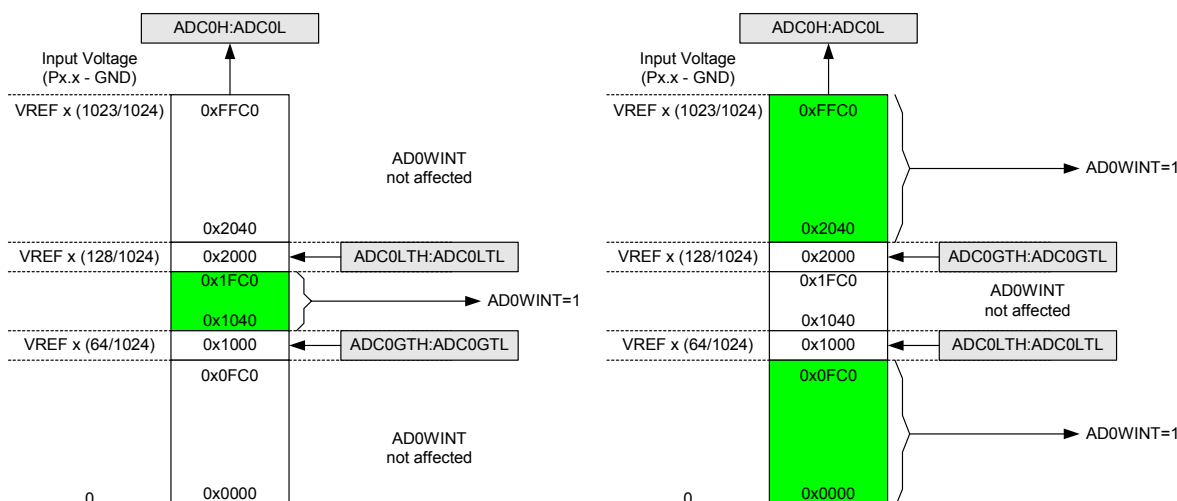 ADC0H:ADC0L
Input Voltage
(Px.x - GND)
VREF x (1023/1024)
0xFFC0
AD0WINT
not affected
0x2040
VREF x (128/1024)
0x2000
ADC0LTH:ADC0LTL
0x1FC0
AD0WINT=1
0x1040
VREF x (64/1024)
0x1000
ADC0GTH:ADC0GTL
0x0FC0
AD0WINT
not affected
0
0x0000
ADC0H:ADC0L
Input Voltage
(Px.x - GND)
VREF x (1023/1024)
0xFFC0
AD0WINT=1
0x2040
VREF x (128/1024)
0x2000
ADC0GTH:ADC0GTL
0x1FC0
AD0WINT
not affected
0x1040
VREF x (64/1024)
0x1000
ADC0LTH:ADC0LTL
0x0FC0
AD0WINT=1
0
0x0000